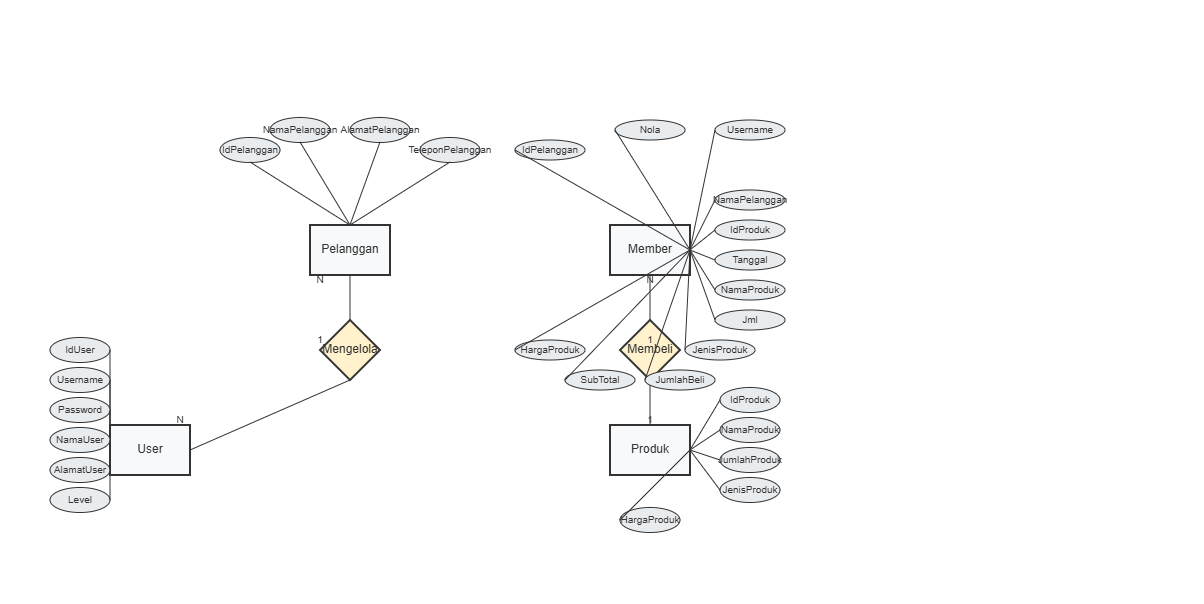 NamaPelanggan
AlamatPelanggan
IdPelanggan
TeleponPelanggan
Nola
Username
IdPelanggan
NamaPelanggan
IdProduk
Tanggal
NamaProduk
Jml
Pelanggan
Member
N
N
1
Mengelola
1
Membeli
HargaProduk
JenisProduk
SubTotal
JumlahBeli
IdUser
Username
Password
NamaUser
AlamatUser
Level
N
User
1
Produk
IdProduk
NamaProduk
JumlahProduk
JenisProduk
HargaProduk